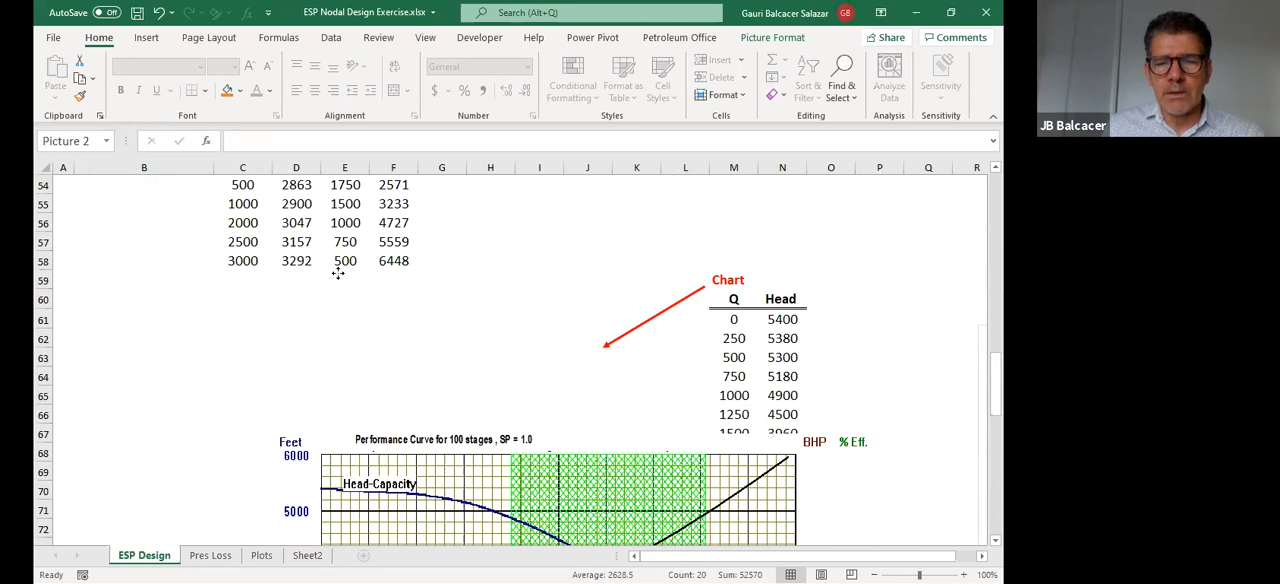 AutoSave Off ESP Nodal Design Exercise.xlsx Search (Alt+Q) Gauri Balcacer Salazar GB
File Home Insert Page Layout Formulas Data Review View Developer Help Power Pivot Petroleum Office Picture Format Share Comments
Paste B I U A A A General $ % Conditional Formatting Format as Table Cell Styles Insert Delete Format Sort & Filter Find & Select Analyze Data Sensitivity
Clipboard Font Alignment Number Styles Cells Editing Analysis Sensitivity
JB Balcacer
Picture 2 fx
A B C D E F G H I J K L M N O P Q R
54 500 2863 1750 2571
55 1000 2900 1500 3233
56 2000 3047 1000 4727
57 2500 3157 750 5559
58 3000 3292 500 6448
59 Chart
60 Q Head
61 0 5400
62 250 5380
63 500 5300
64 750 5180
65 1000 4900
66 1250 4500
67 1500 3960
Feet Performance Curve for 100 stages , SP = 1.0 BHP % Eff.
68 6000
69
70 Head-Capacity
71 5000
72
ESP Design Pres Loss Plots Sheet2
Ready Average: 2628.5 Count: 20 Sum: 52570 100%